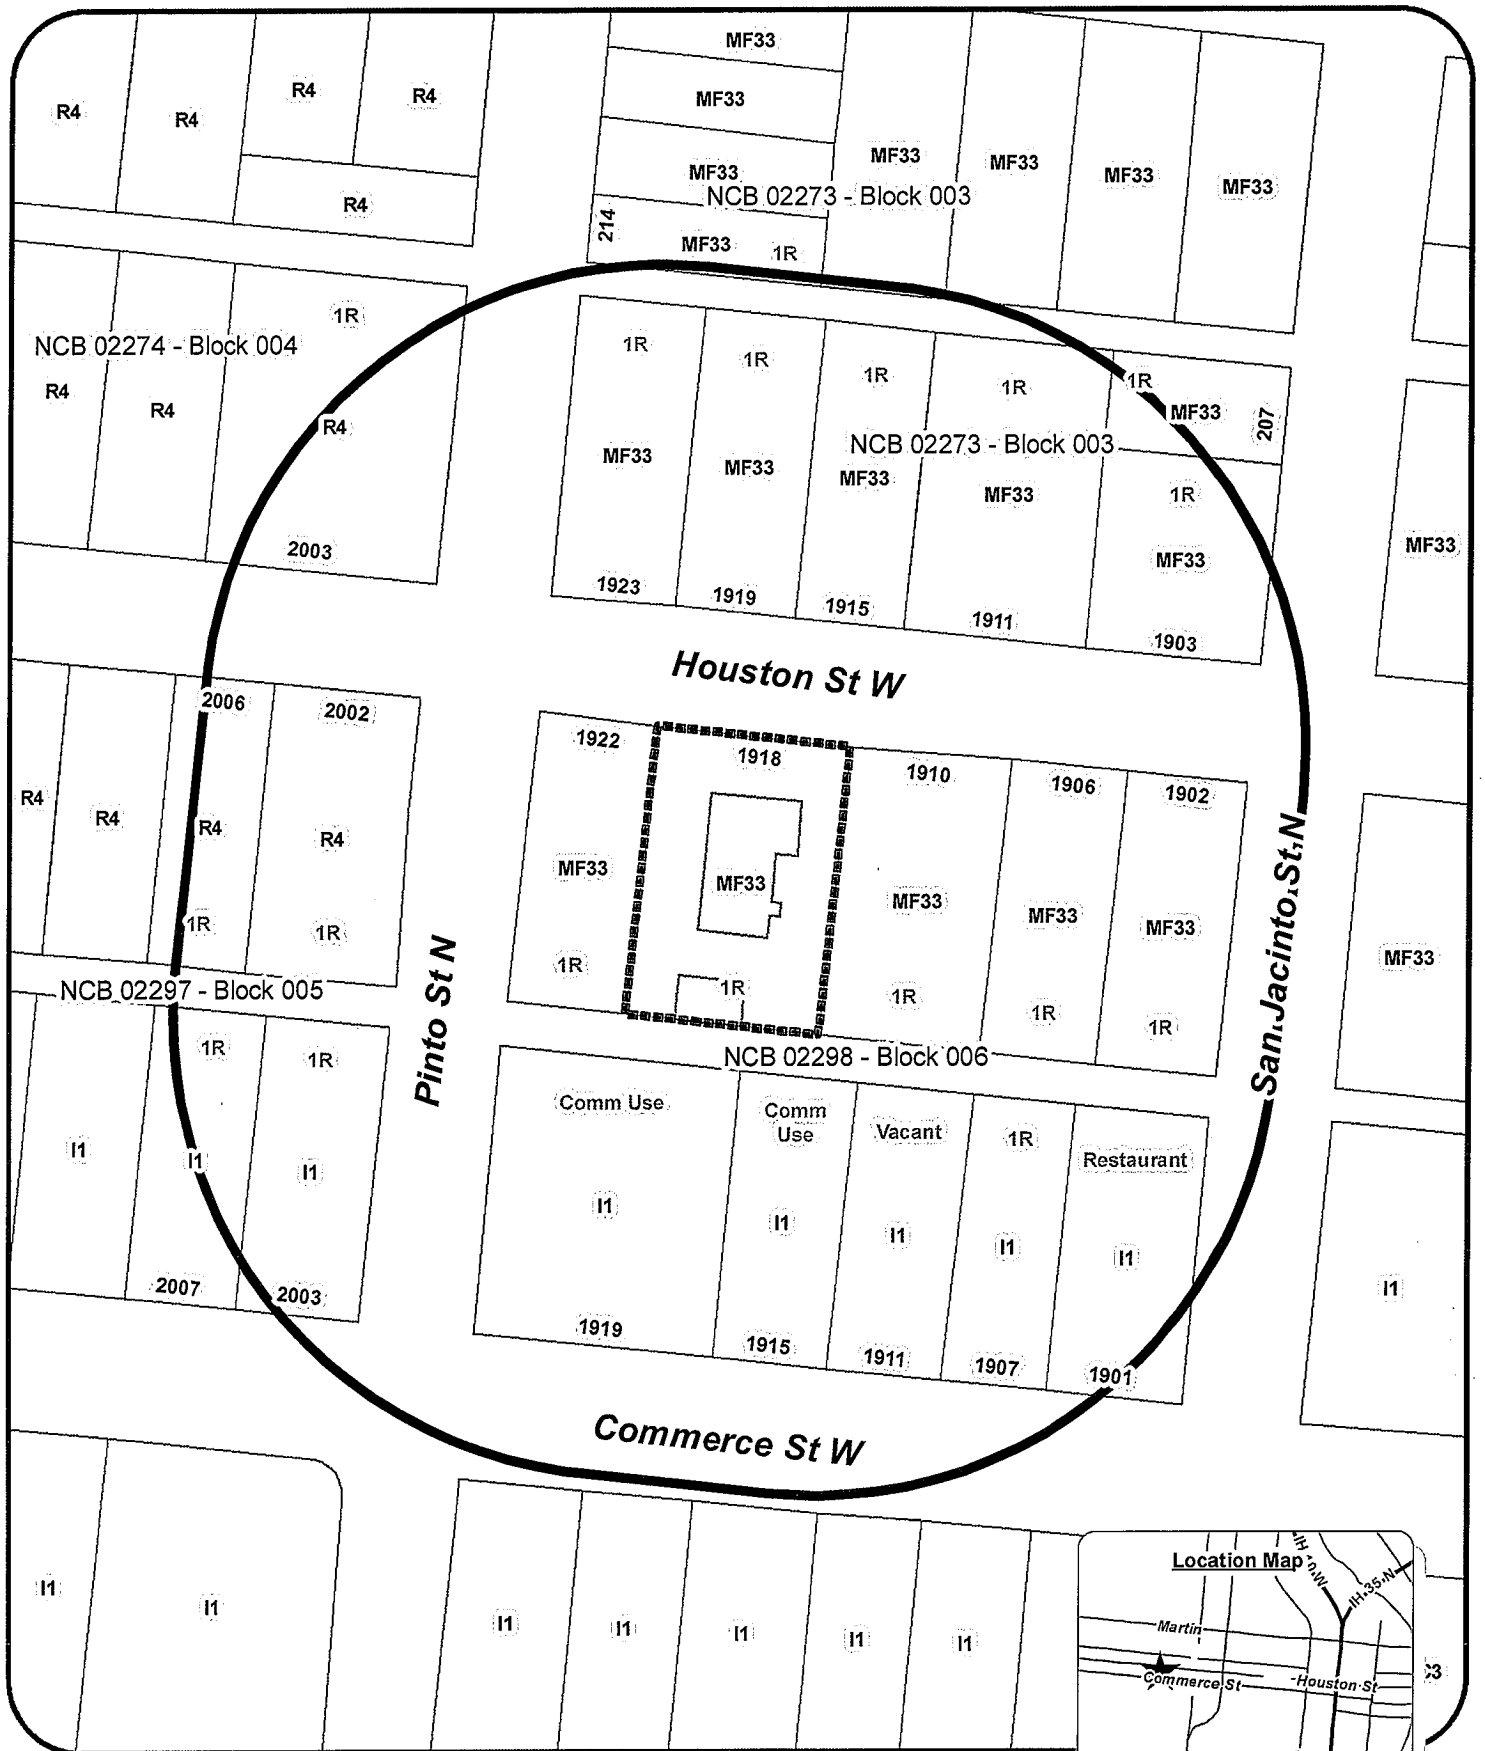 MF33
R4
R4
R4
R4
MF33
R4
MF33
MF33
MF33
MF33
MF33
MF33
NCB 02273 - Block 003
214
MF33
1R
1R
NCB 02274 - Block 004
R4
R4
R4
2003
1R
1R
1R
1R
1R
MF33
207
NCB 02273 - Block 003
MF33
MF33
MF33
MF33
1R
MF33
MF33
1923
1919
1915
1911
1903
Houston St W
2006
2002
1922
1918
1910
1906
1902
R4
R4
R4
R4
MF33
MF33
MF33
MF33
MF33
MF33
1R
1R
1R
1R
1R
1R
1R
San Jacinto St N
Pinto St N
NCB 02297 - Block 005
NCB 02298 - Block 006
1R
1R
Comm Use
Comm
Use
Vacant
1R
Restaurant
I1
I1
I1
I1
I1
I1
I1
I1
I1
2007
2003
1919
1915
1911
1907
1901
Commerce St W
I1
I1
I1
I1
I1
I1
I1
Location Map
IH 35 N
Martin
Commerce St
Houston St